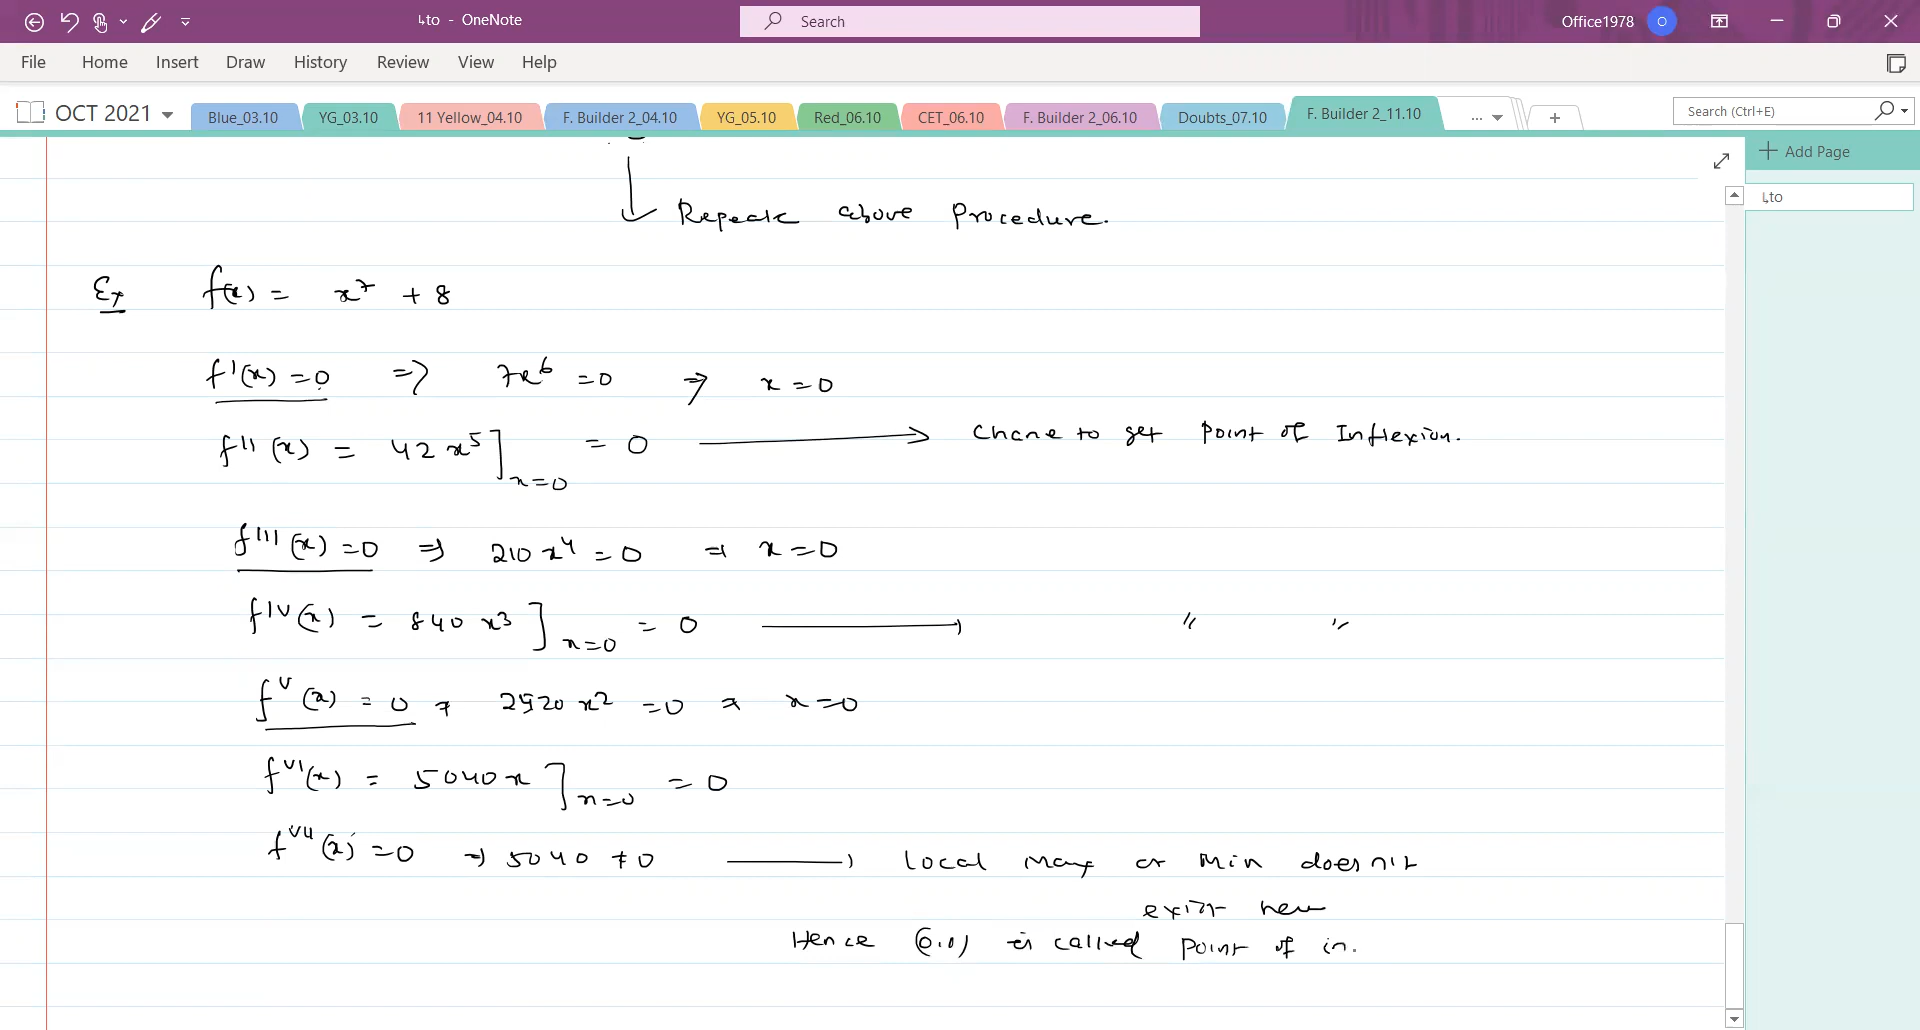 ↳to - OneNote
Search
Office1978
O
File Home Insert Draw History Review View Help
OCT 2021
Blue_03.10 YG_03.10 11 Yellow_04.10 F. Builder 2_04.10 YG_05.10 Red_06.10 CET_06.10 F. Builder 2_06.10 Doubts_07.10 F. Builder 2_11.10 ... +
Search (Ctrl+E)
Add Page
↳to
Repeate above Procedure.
Ex f(x) = x⁷ + 8
f'(x) = 0 ⇒ 7x⁶ = 0 ⇒ x = 0
f''(x) = 42x⁵]x=0 = 0 → Chance to get Point of Inflexion.
f'''(x) = 0 ⇒ 210x⁴ = 0 ⇒ x = 0
fIV(x) = 840x³]x=0 = 0 → " "
fV(x) = 0 ⇒ 2520x² = 0 ⇒ x = 0
fVI(x) = 5040x]x=0 = 0
fVII(x) = 0 ⇒ 5040 ≠ 0 → Local Max or Min does n't
exist here
Hence (0,0) is called Point of in.